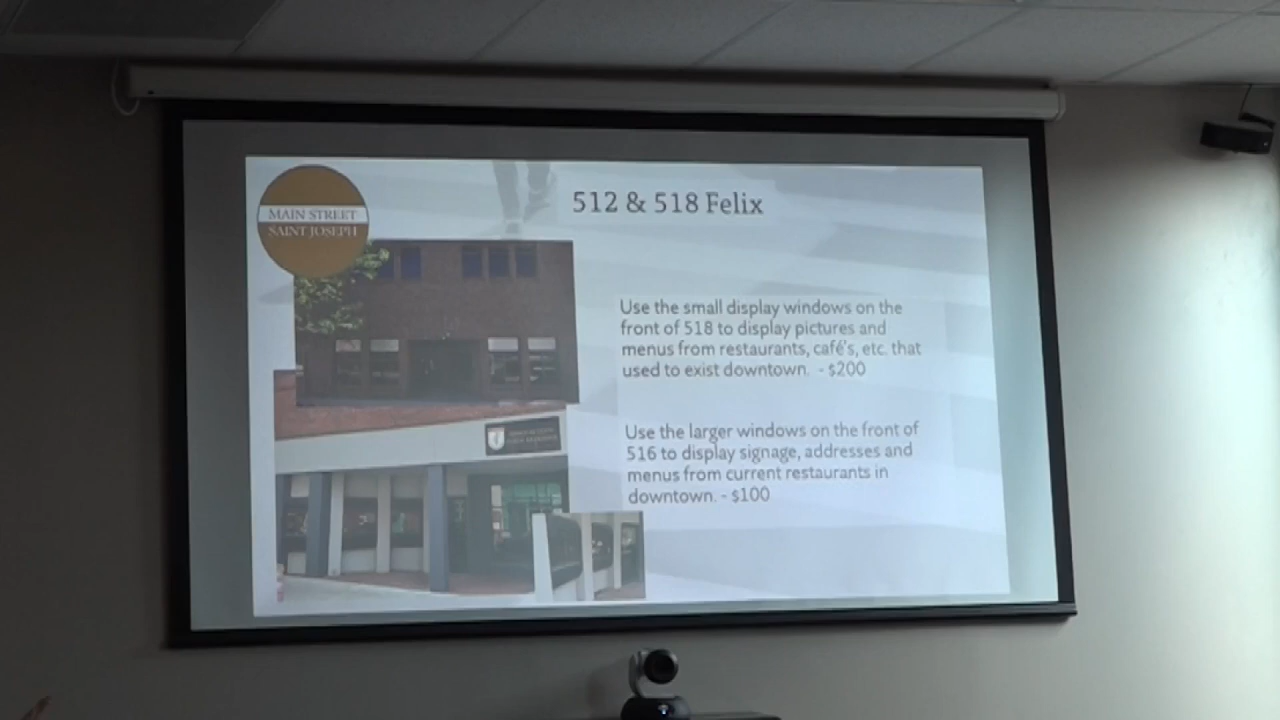 MAIN STREET
SAINT JOSEPH
512 & 518 Felix
Use the small display windows on the
front of 518 to display pictures and
menus from restaurants, café's, etc. that
used to exist downtown. - $200
Use the larger windows on the front of
516 to display signage, addresses and
menus from current restaurants in
downtown. - $100